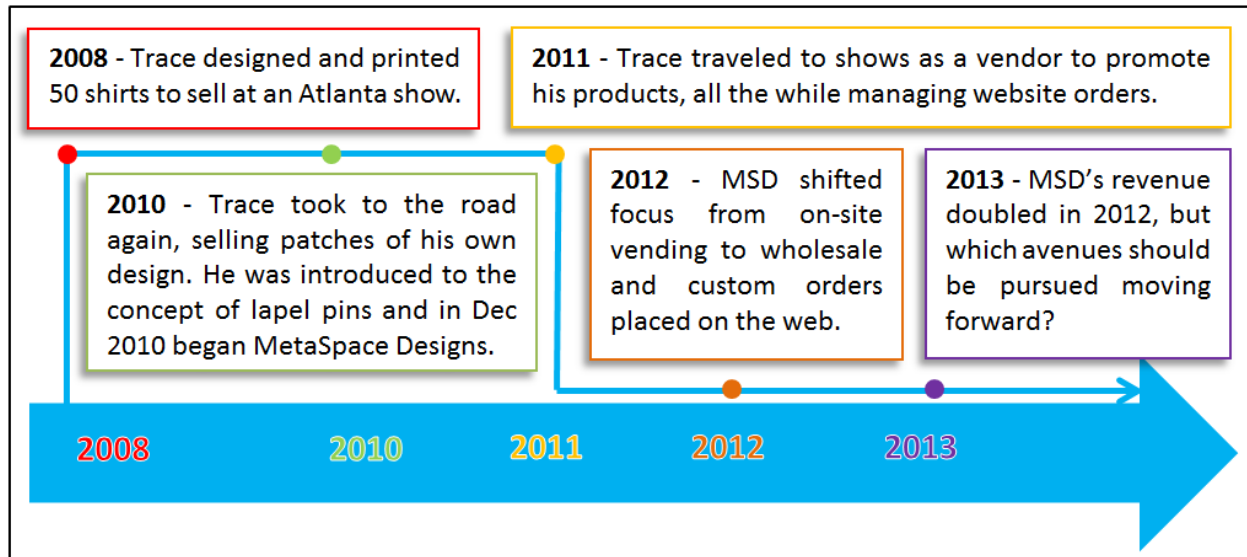 2008 - Trace designed and printed
50 shirts to sell at an Atlanta show.
2011 - Trace traveled to shows as a vendor to promote
his products, all the while managing website orders.
2010 - Trace took to the road
again, selling patches of his own
design. He was introduced to the
concept of lapel pins and in Dec
2010 began MetaSpace Designs.
2012 - MSD shifted
focus from on-site
vending to wholesale
and custom orders
placed on the web.
2013 - MSD’s revenue
doubled in 2012, but
which avenues should
be pursued moving
forward?
2008 2010 2011 2012 2013